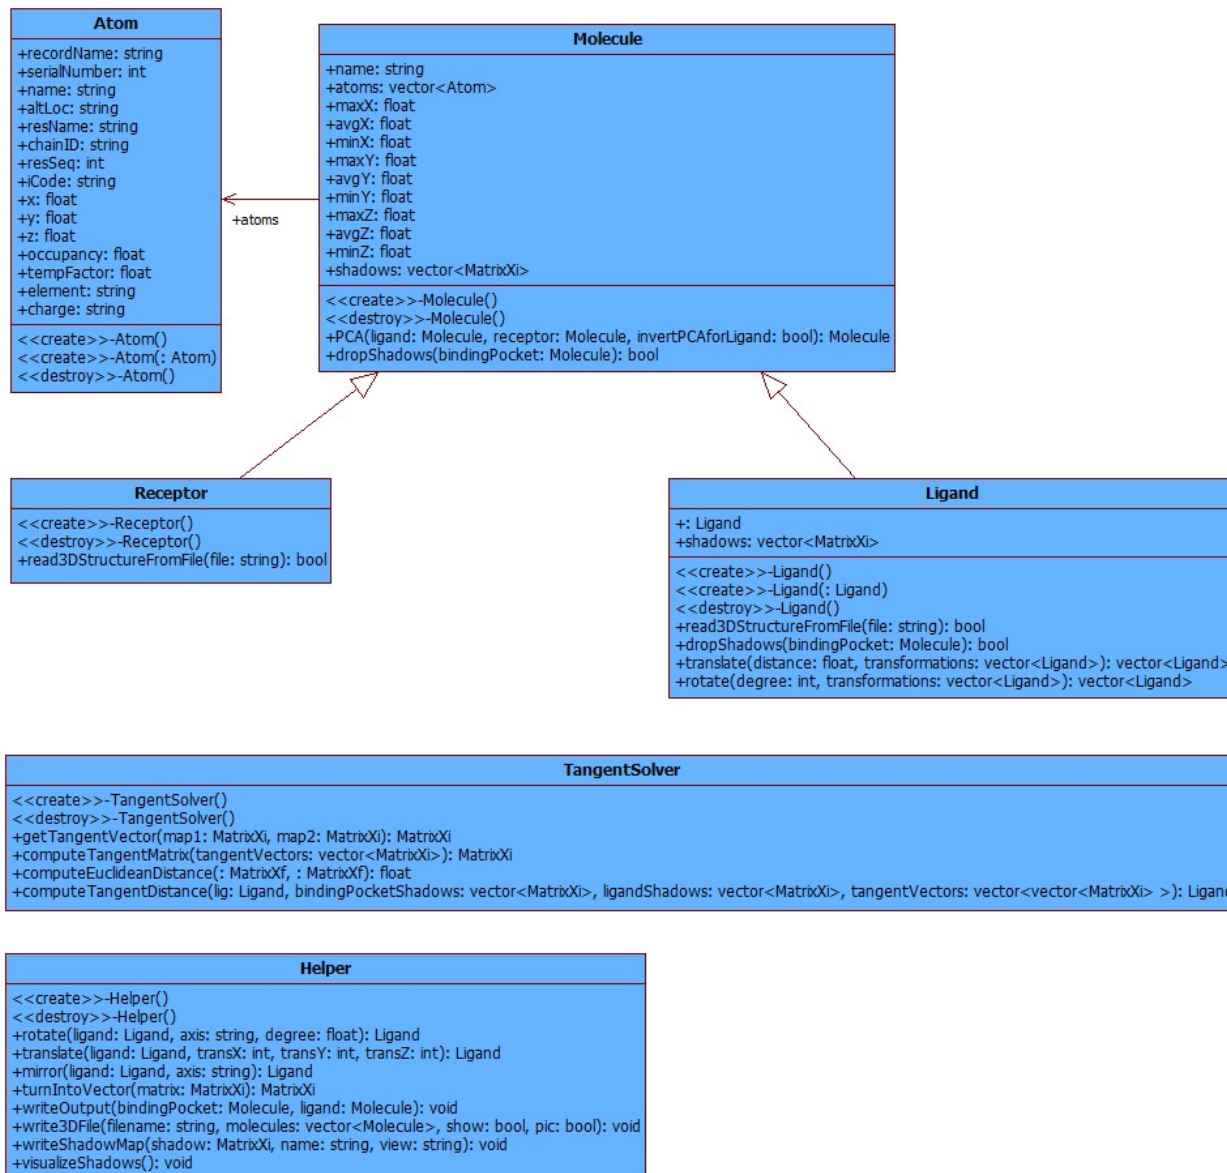 Atom
+recordName: string
+serialNumber: int
+name: string
+altLoc: string
+resName: string
+chainID: string
+resSeq: int
+iCode: string
+x: float
+y: float
+z: float
+occupancy: float
+tempFactor: float
+element: string
+charge: string
<<create>>-Atom()
<<create>>-Atom(: Atom)
<<destroy>>-Atom()
+atoms
Molecule
+name: string
+atoms: vector<Atom>
+maxX: float
+avgX: float
+minX: float
+maxY: float
+avgY: float
+minY: float
+maxZ: float
+avgZ: float
+minZ: float
+shadows: vector<MatrixXi>
<<create>>-Molecule()
<<destroy>>-Molecule()
+PCA(ligand: Molecule, receptor: Molecule, invertPCAforLigand: bool): Molecule
+dropShadows(bindingPocket: Molecule): bool
Receptor
<<create>>-Receptor()
<<destroy>>-Receptor()
+read3DStructureFromFile(file: string): bool
Ligand
+: Ligand
+shadows: vector<MatrixXi>
<<create>>-Ligand()
<<create>>-Ligand(: Ligand)
<<destroy>>-Ligand()
+read3DStructureFromFile(file: string): bool
+dropShadows(bindingPocket: Molecule): bool
+translate(distance: float, transformations: vector<Ligand>): vector<Ligand>
+rotate(degree: int, transformations: vector<Ligand>): vector<Ligand>
TangentSolver
<<create>>-TangentSolver()
<<destroy>>-TangentSolver()
+getTangentVector(map1: MatrixXi, map2: MatrixXi): MatrixXi
+computeTangentMatrix(tangentVectors: vector<MatrixXi>): MatrixXi
+computeEuclideanDistance(: MatrixXf, : MatrixXf): float
+computeTangentDistance(lig: Ligand, bindingPocketShadows: vector<MatrixXi>, ligandShadows: vector<MatrixXi>, tangentVectors: vector<vector<MatrixXi> >): Ligand
Helper
<<create>>-Helper()
<<destroy>>-Helper()
+rotate(ligand: Ligand, axis: string, degree: float): Ligand
+translate(ligand: Ligand, transX: int, transY: int, transZ: int): Ligand
+mirror(ligand: Ligand, axis: string): Ligand
+turnIntoVector(matrix: MatrixXi): MatrixXi
+writeOutput(bindingPocket: Molecule, ligand: Molecule): void
+write3DFile(filename: string, molecules: vector<Molecule>, show: bool, pic: bool): void
+writeShadowMap(shadow: MatrixXi, name: string, view: string): void
+visualizeShadows(): void